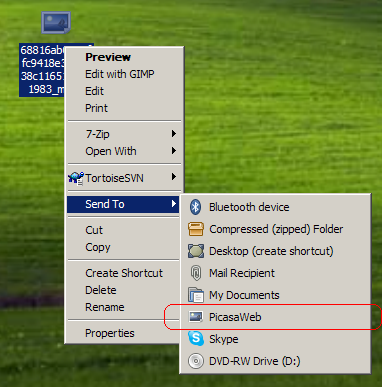 68816ab
fc9418e3
38c1165
1983_m
Preview
Edit with GIMP
Edit
Print
7-Zip
Open With
TortoiseSVN
Send To
Cut
Copy
Create Shortcut
Delete
Rename
Properties
Bluetooth device
Compressed (zipped) Folder
Desktop (create shortcut)
Mail Recipient
My Documents
PicasaWeb
Skype
DVD-RW Drive (D:)